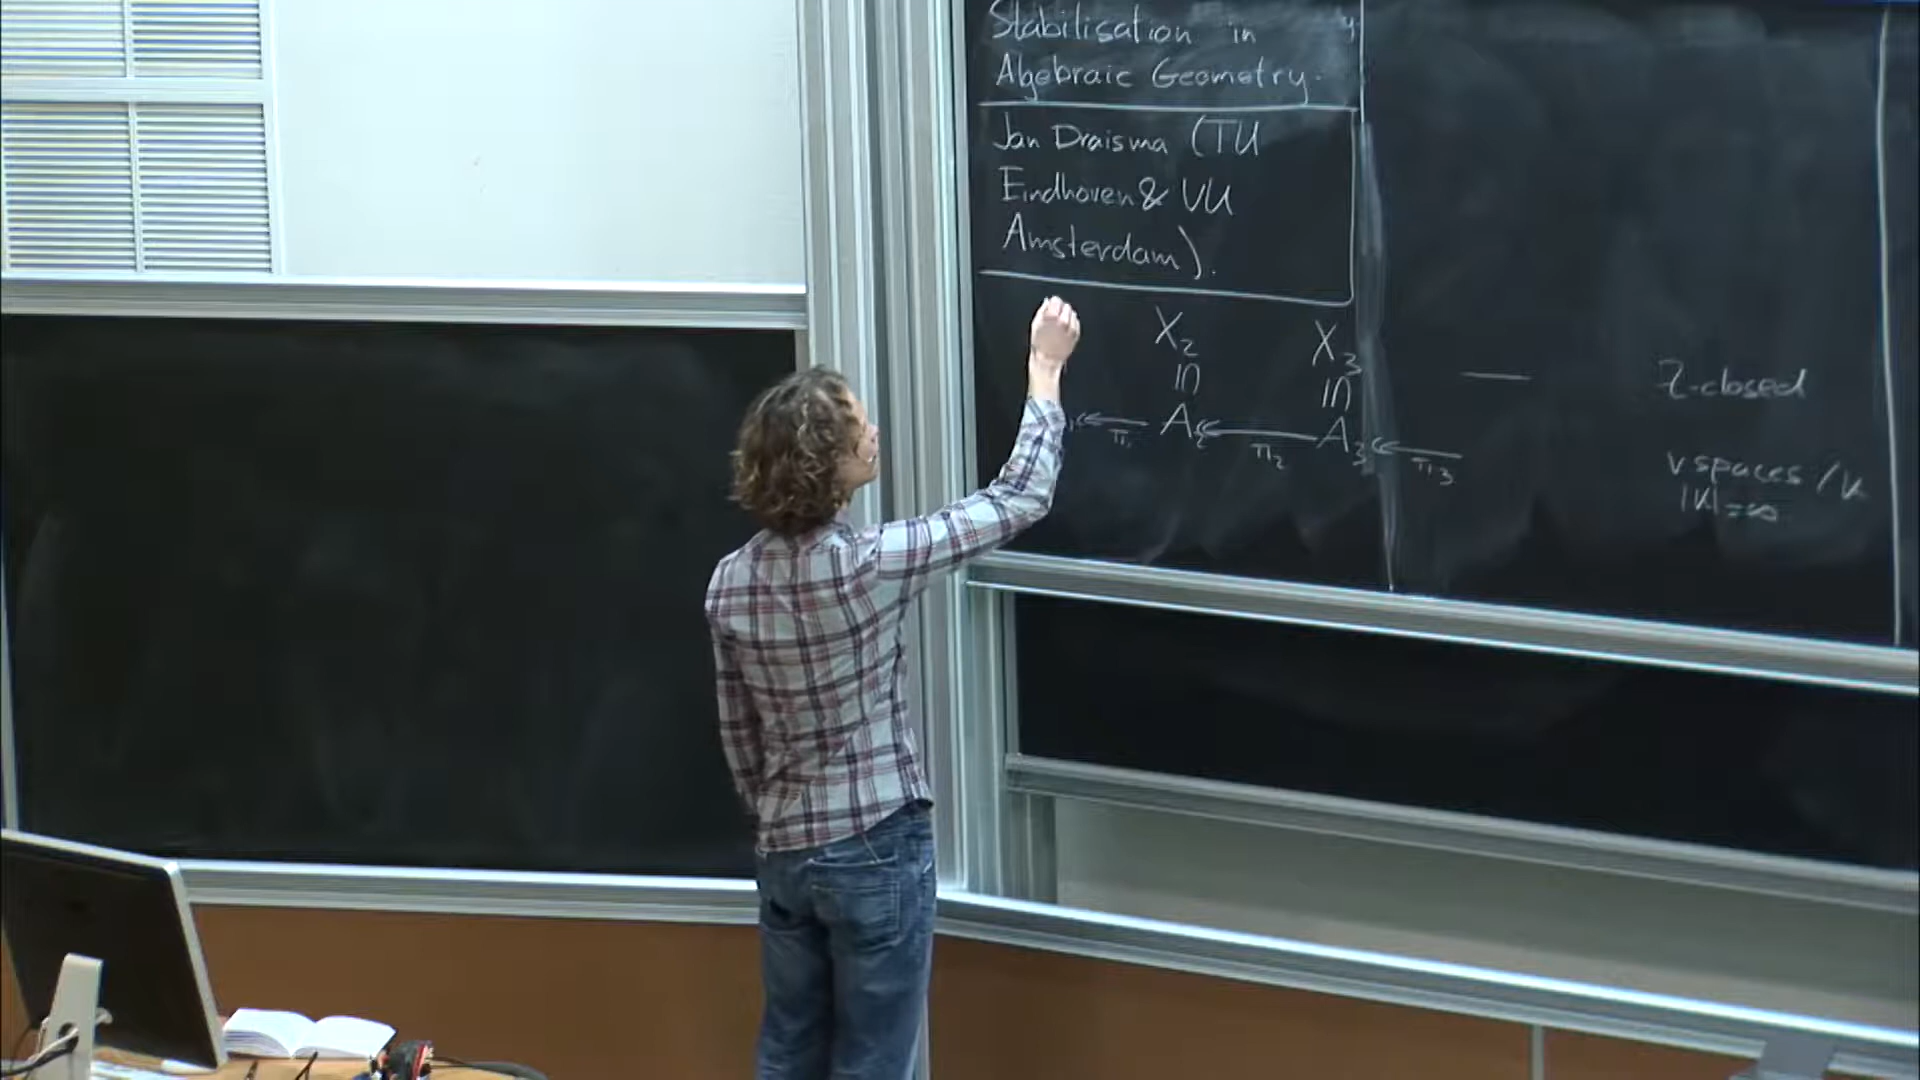 Stabilisation in
Algebraic Geometry.
Jan Draisma (TU
Eindhoven & VU
Amsterdam).
X₂ X₃ — Z-closed
⊆ ⊆
A₂ A₃
π₁ π₂ π₃
v spaces / K
|K| = ∞